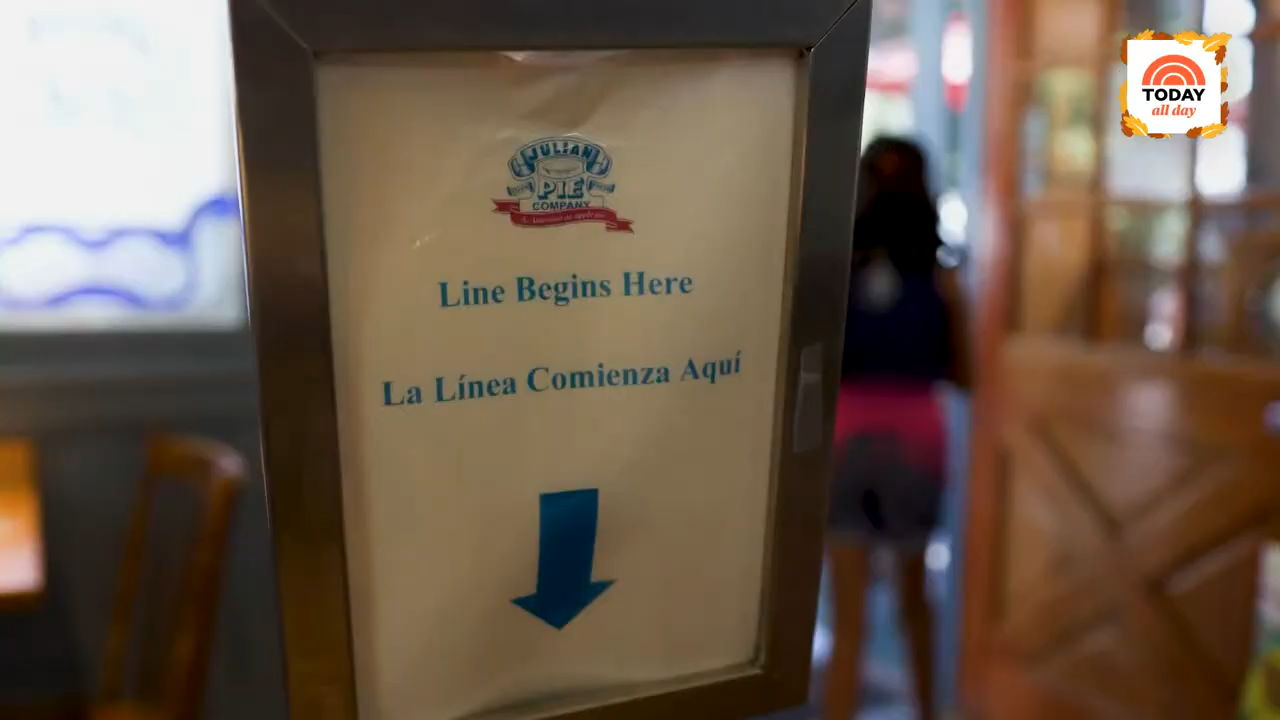 JULIAN
PIE
COMPANY
Line Begins Here
La Línea Comienza Aquí
TODAY
all day